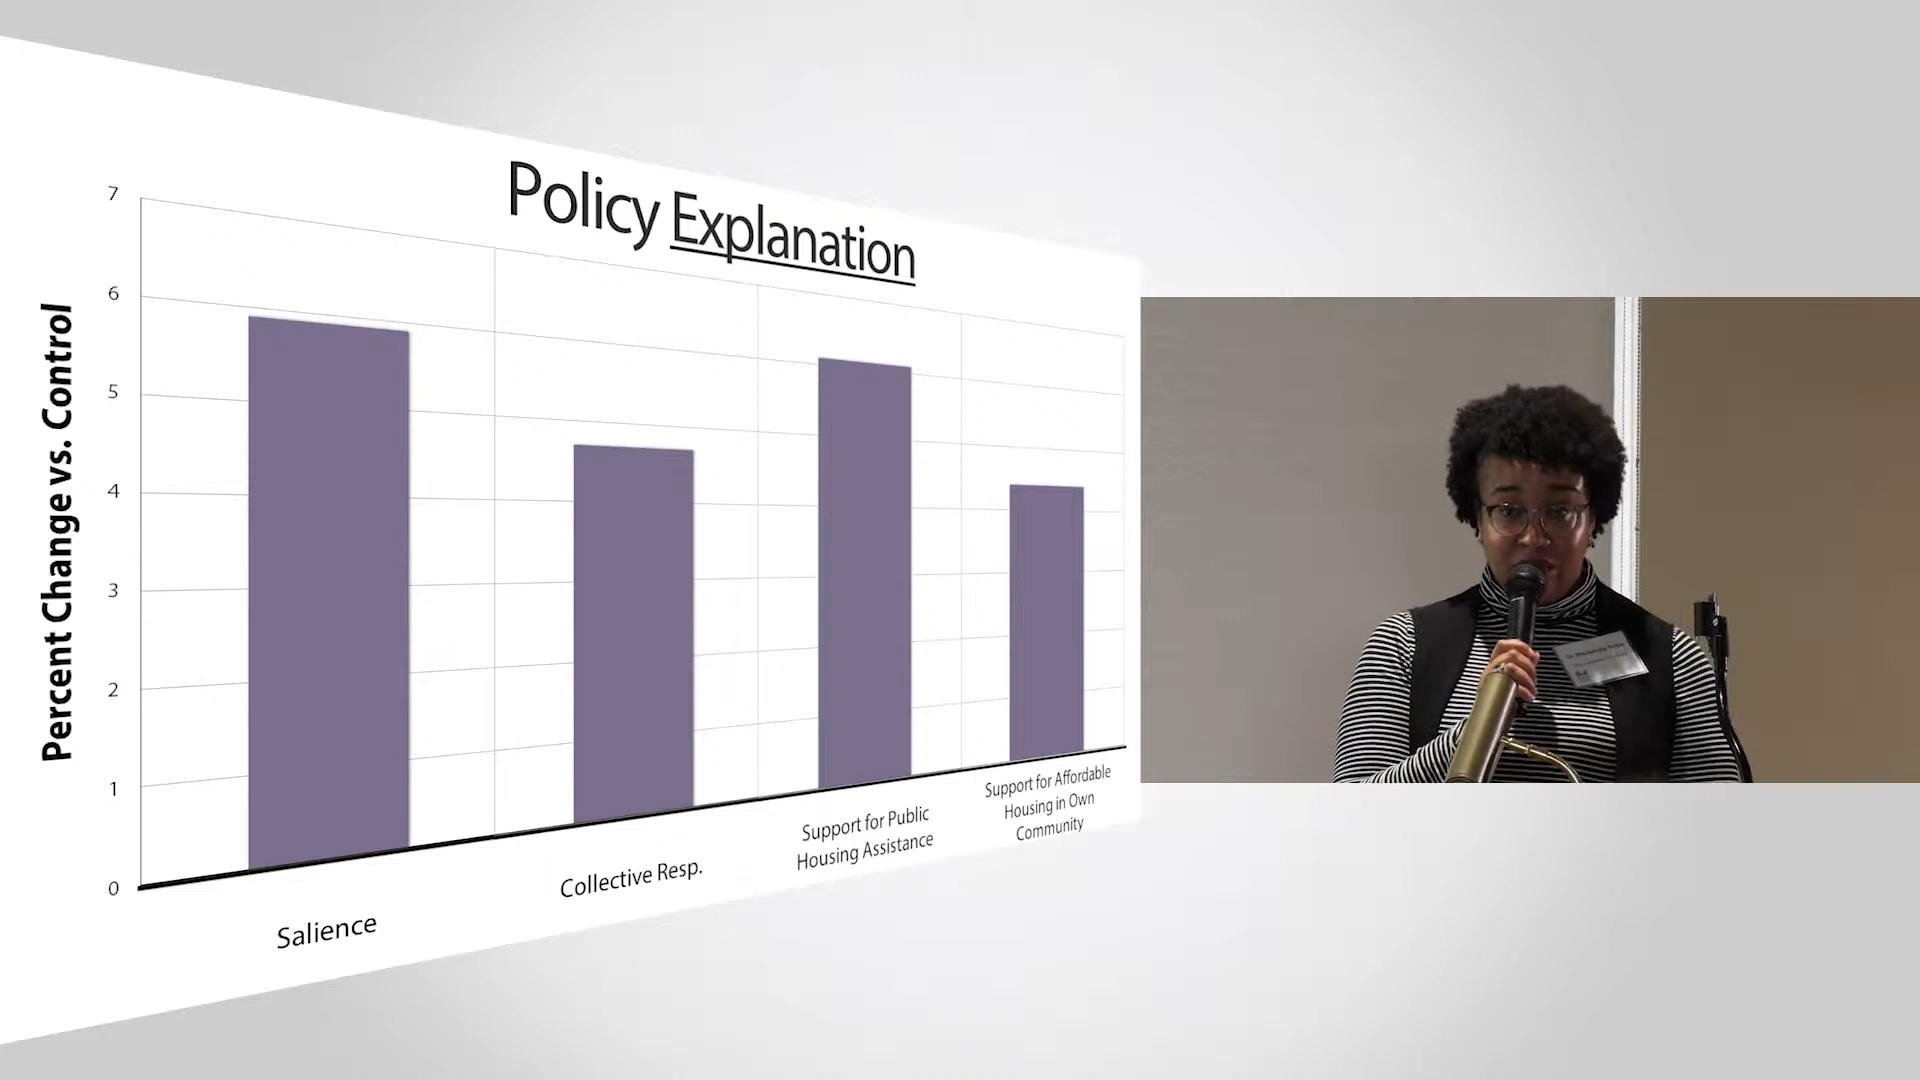 Policy Explanation
Percent Change vs. Control
7
6
5
4
3
2
1
0
Salience
Collective Resp.
Support for Public
Housing Assistance
Support for Affordable
Housing in Own
Community